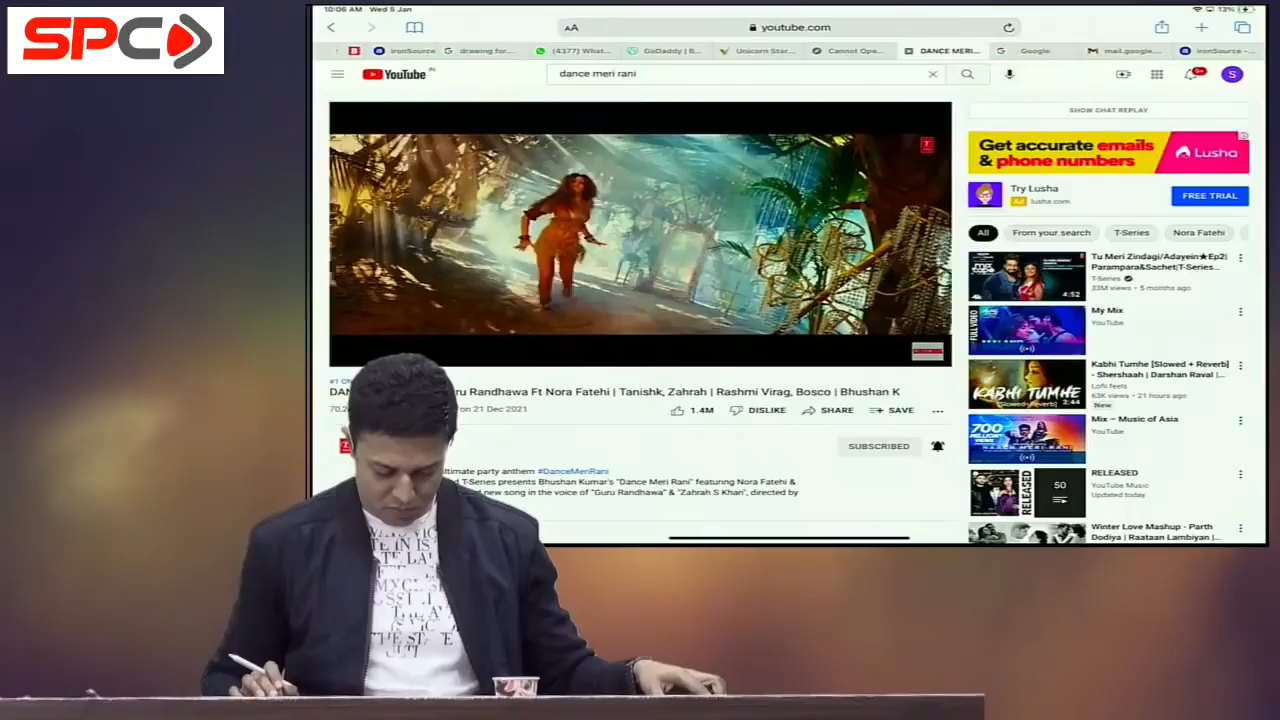 SPC
10:06 AM Wed 5 Jan
13%
AA
youtube.com
ironSource
drawing for...
(4377) What...
GoDaddy | B...
Unicorn Stor...
Cannot Ope...
DANCE MERI...
Google
mail.google....
ironSource -...
YouTube IN
dance meri rani
9+
S
SHOW CHAT REPLAY
Get accurate emails
& phone numbers
Lusha
Try Lusha
Ad lusha.com
FREE TRIAL
All
From your search
T-Series
Nora Fatehi
Tu Meri Zindagi/Adayein★Ep2|
Parampara&Sachet|T-Series...
T-Series
33M views • 5 months ago
4:52
My Mix
YouTube
FULL VIDEO
Kabhi Tumhe [Slowed + Reverb]
- Shershaah | Darshan Raval |...
Lofi feels
63K views • 21 hours ago
New
KABHI TUMHE
[Slowed+Reverb]
3:44
Mix – Music of Asia
YouTube
700
RELEASED
YouTube Music
Updated today
RELEASED
50
Winter Love Mashup - Parth
Dodiya | Raataan Lambiyan |...
#1 ON
Randhawa Ft Nora Fatehi | Tanishk, Zahrah | Rashmi Virag, Bosco | Bhushan K
on 21 Dec 2021
1.4M
DISLIKE
SHARE
SAVE
SUBSCRIBED
ltimate party anthem #DanceMeriRani
d T-Series presents Bhushan Kumar's "Dance Meri Rani" featuring Nora Fatehi &
new song in the voice of "Guru Randhawa" & "Zahrah S Khan", directed by